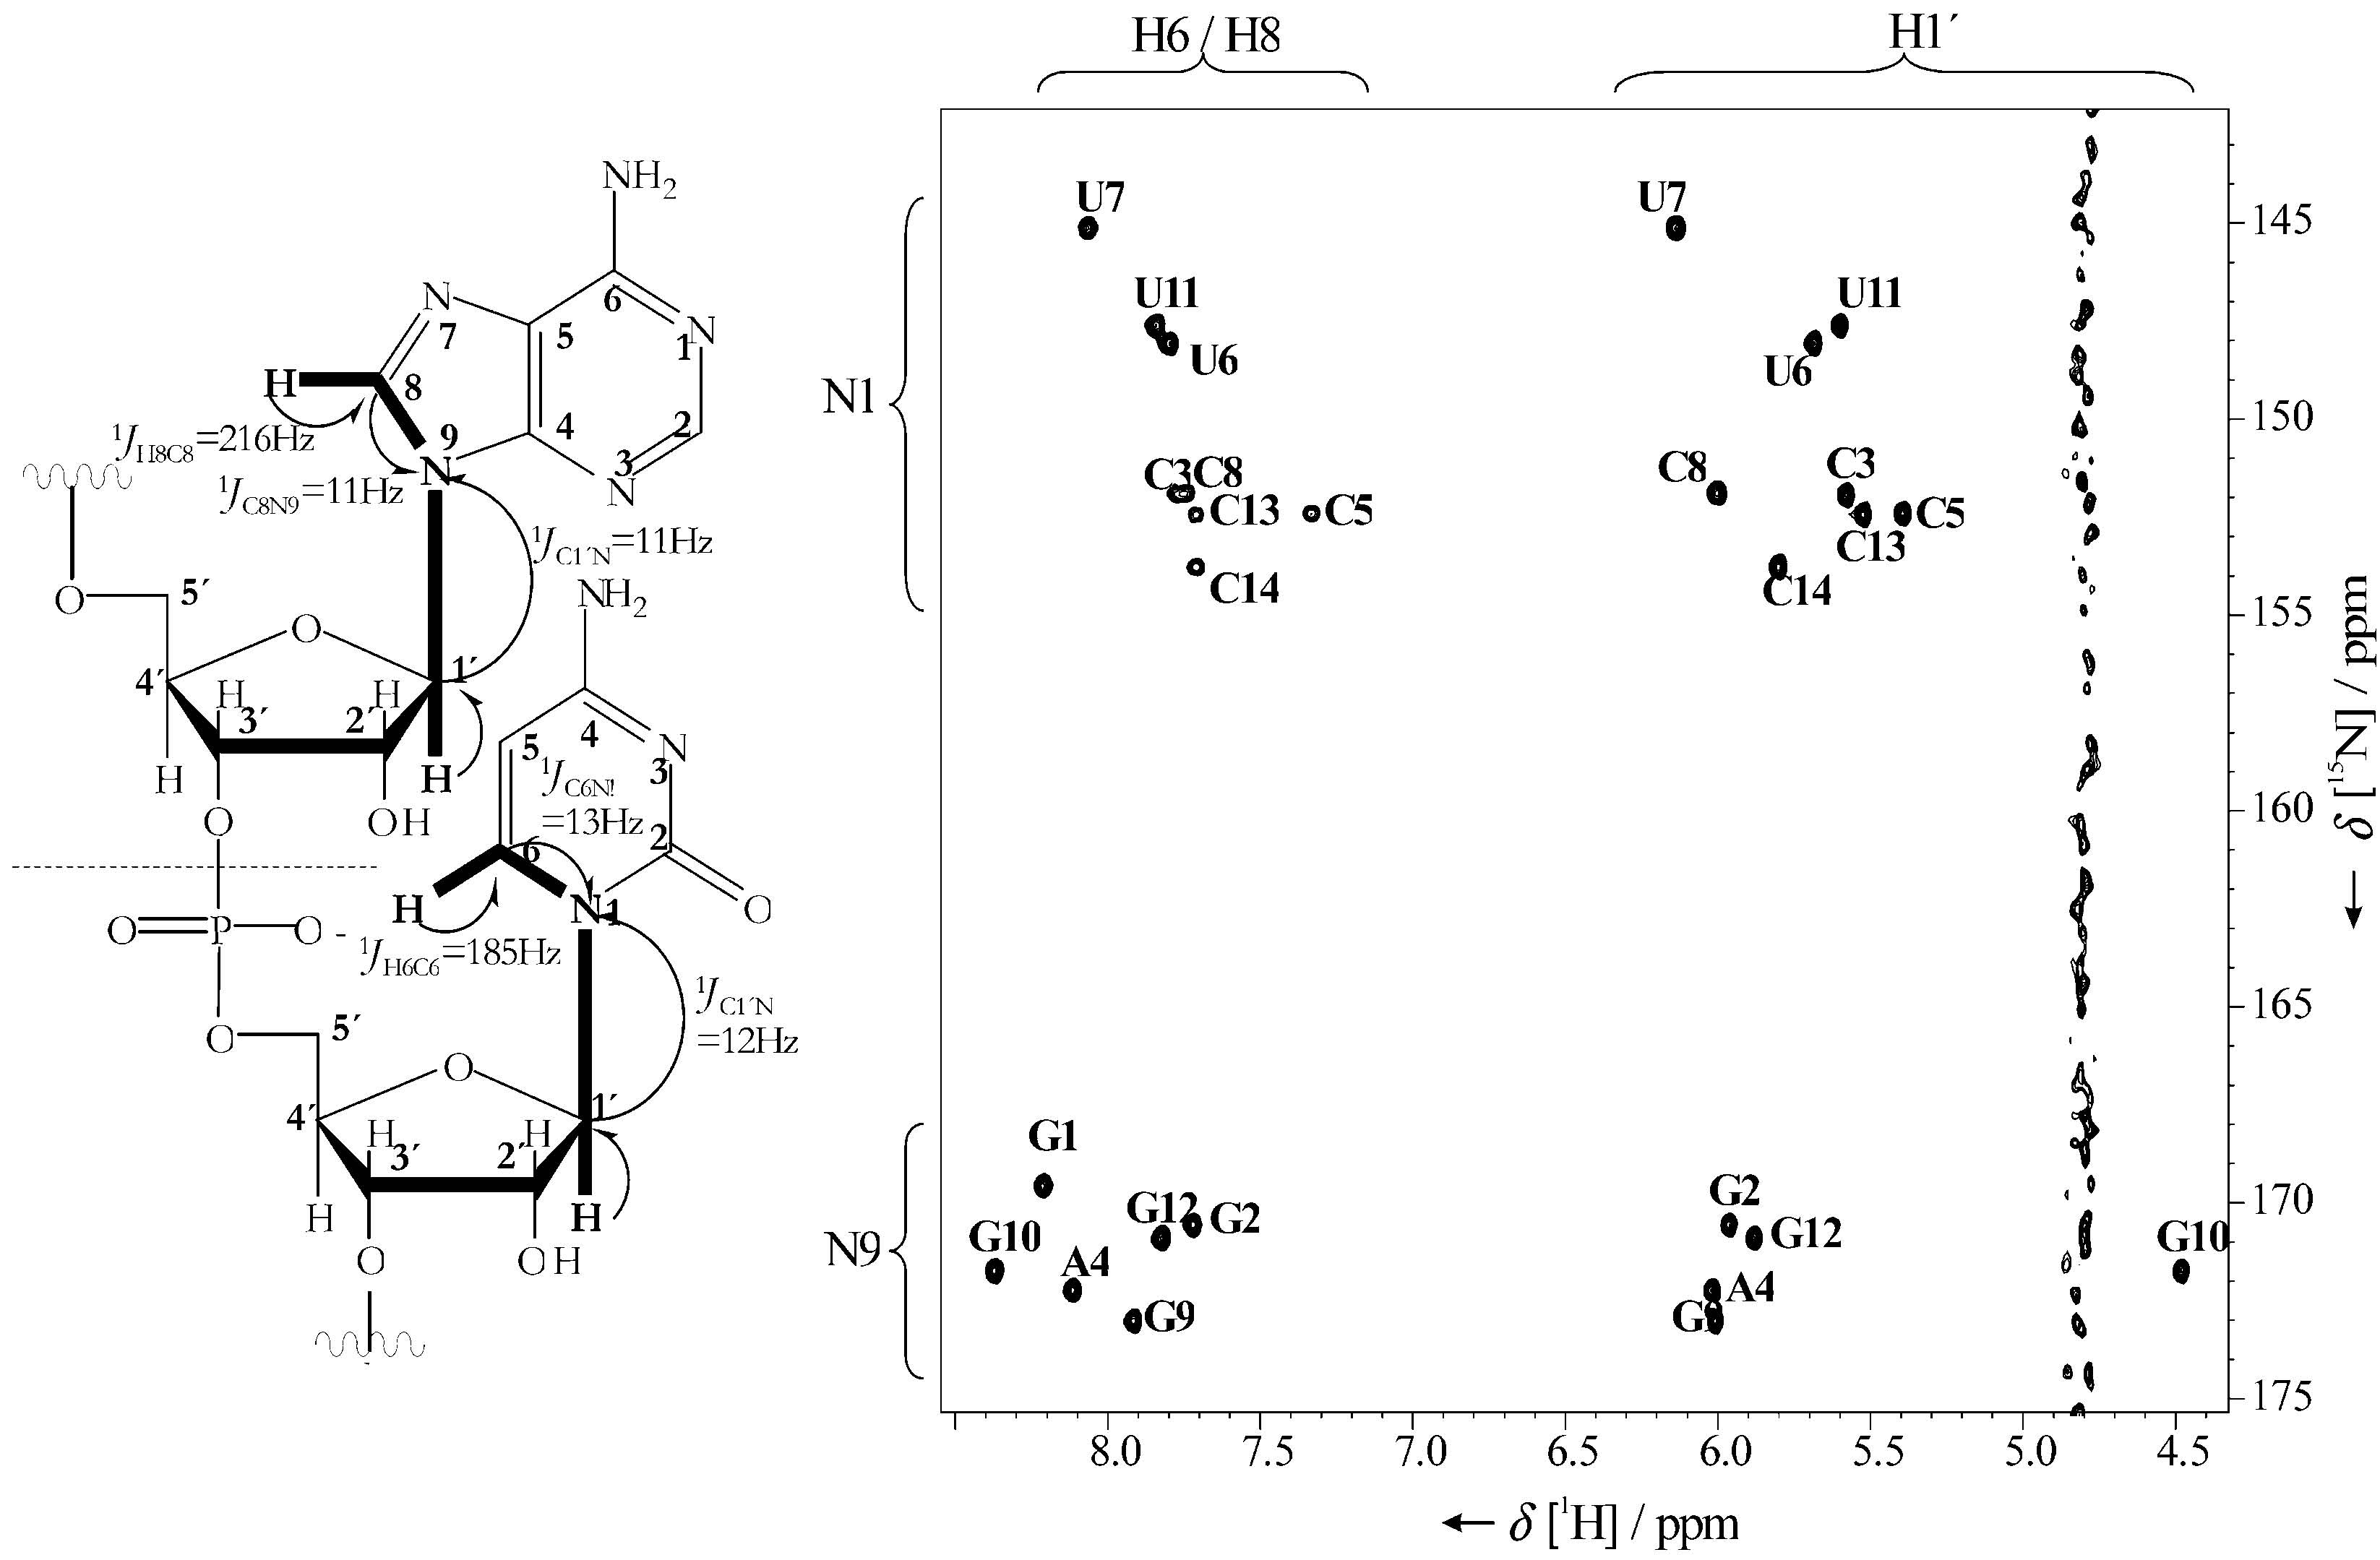 H6 / H8
H1´
NH2
N
7
5
6
N
1
H
8
9
4
2
3
N
N
1JH8C8=216Hz
1JC8N9=11Hz
1JC1´N=11Hz
O
5´
O
4´
1´
H
3´
H
2´
H
H
O
OH
NH2
5
4
N
3
1JC6N!
=13Hz
2
6
H
N1
O
1JH6C6=185Hz
O
P
O -
1JC1´N
=12Hz
O
5´
O
4´
1´
H
3´
H
2´
H
H
O
OH
N1
N9
U7
U7
U11
U11
U6
U6
C3
C8
C8
C3
C13
C5
C5
C13
C14
C14
G1
G12
G2
G2
G12
G10
G10
A4
A4
G9
145
150
155
160
165
170
175
δ [15N] / ppm
8.0
7.5
7.0
6.5
6.0
5.5
5.0
4.5
← δ [1H] / ppm